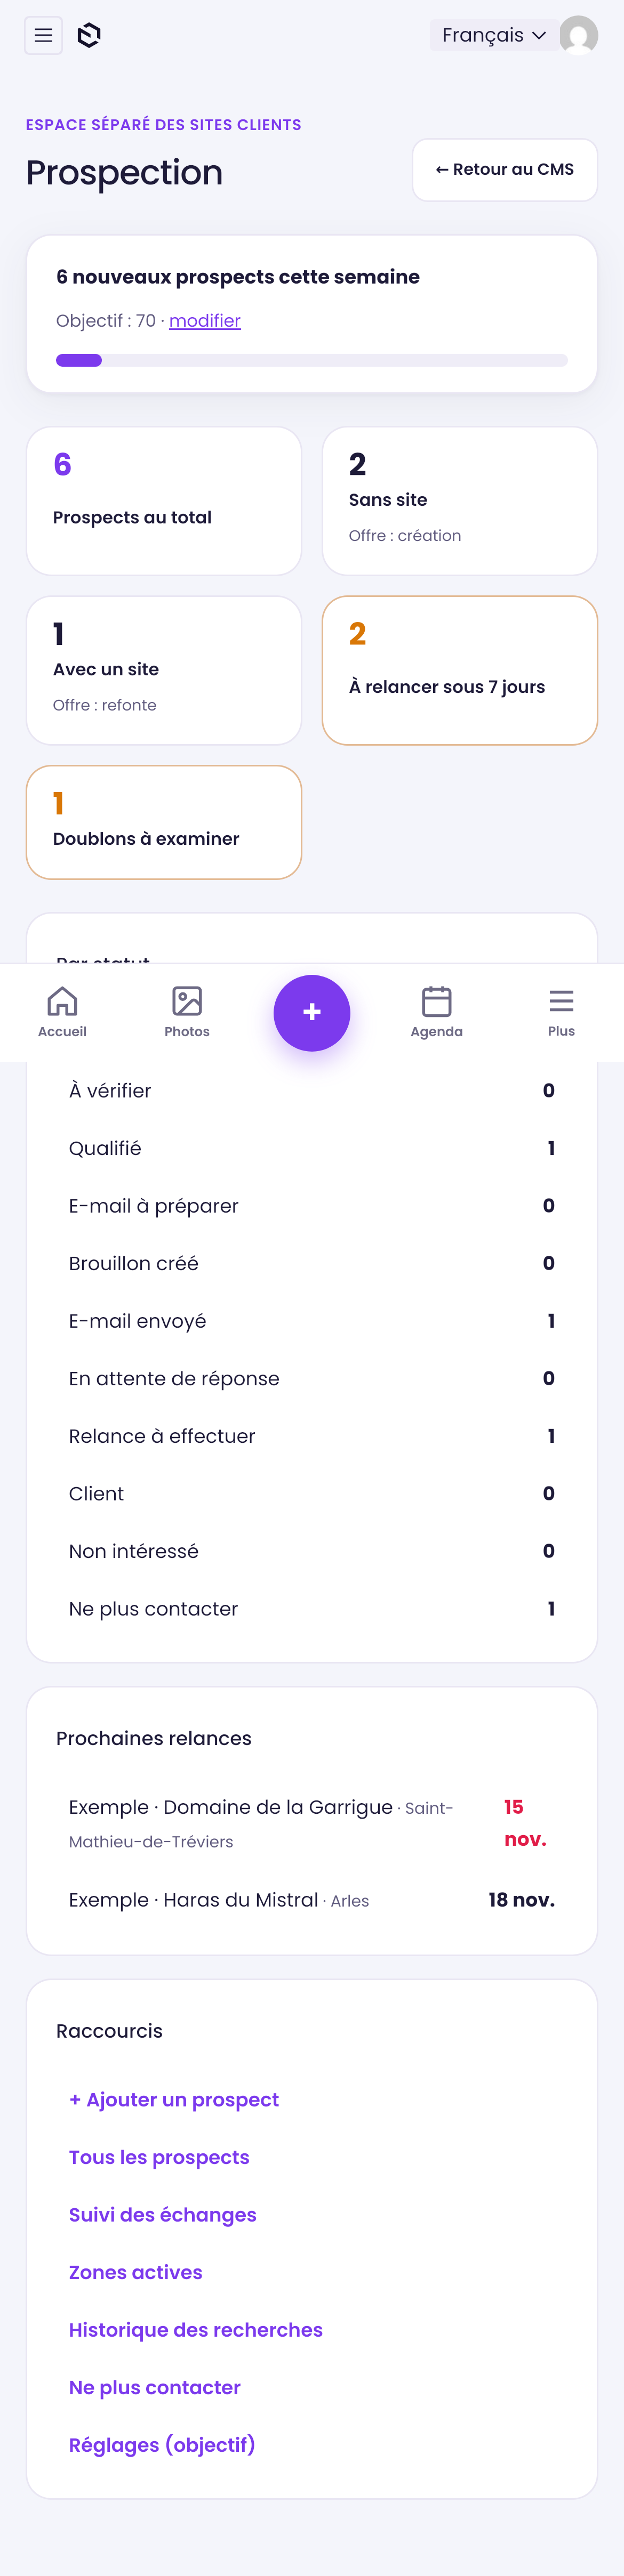 Français
ESPACE SÉPARÉ DES SITES CLIENTS
Prospection
← Retour au CMS
6 nouveaux prospects cette semaine
Objectif : 70 · modifier
6
Prospects au total
2
Sans site
Offre : création
1
Avec un site
Offre : refonte
2
À relancer sous 7 jours
1
Doublons à examiner
Par statut
Accueil
Photos
+
Agenda
Plus
À vérifier 0
Qualifié 1
E-mail à préparer 0
Brouillon créé 0
E-mail envoyé 1
En attente de réponse 0
Relance à effectuer 1
Client 0
Non intéressé 0
Ne plus contacter 1
Prochaines relances
Exemple · Domaine de la Garrigue · Saint- 15
Mathieu-de-Tréviers nov.
Exemple · Haras du Mistral · Arles 18 nov.
Raccourcis
+ Ajouter un prospect
Tous les prospects
Suivi des échanges
Zones actives
Historique des recherches
Ne plus contacter
Réglages (objectif)